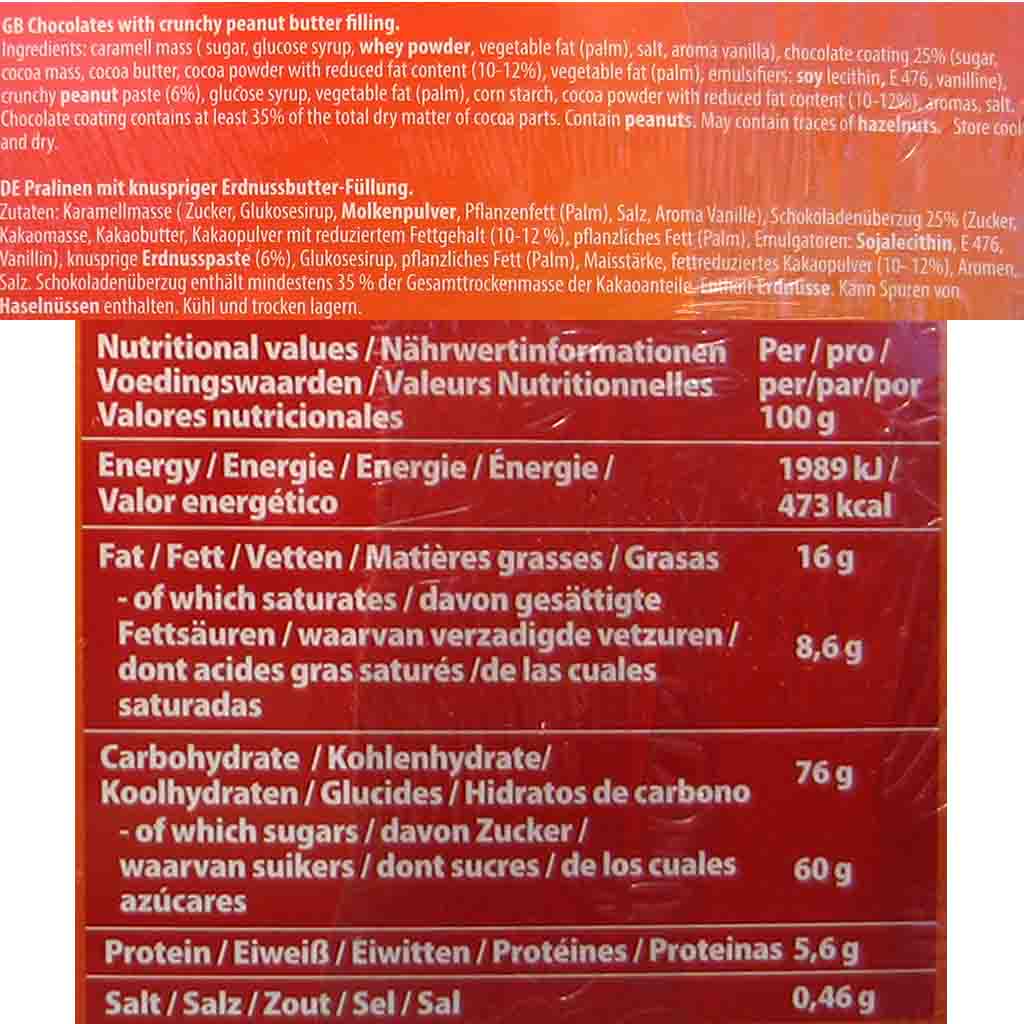 GB Chocolates with crunchy peanut butter filling.
Ingredients: caramell mass ( sugar, glucose syrup, whey powder, vegetable fat (palm), salt, aroma vanilla), chocolate coating 25% (sugar,
cocoa mass, cocoa butter, cocoa powder with reduced fat content (10-12%), vegetable fat (palm), emulsifiers: soy lecithin, E 476, vanilline),
crunchy peanut paste (6%), glucose syrup, vegetable fat (palm), corn starch, cocoa powder with reduced fat content (10-12%), aromas, salt.
Chocolate coating contains at least 35% of the total dry matter of cocoa parts. Contain peanuts. May contain traces of hazelnuts. Store cool
and dry.
DE Pralinen mit knuspriger Erdnussbutter-Füllung.
Zutaten: Karamellmasse ( Zucker, Glukosesirup, Molkenpulver, Pflanzenfett (Palm), Salz, Aroma Vanille), Schokoladenüberzug 25% (Zucker,
Kakaomasse, Kakaobutter, Kakaopulver mit reduziertem Fettgehalt (10-12 %), pflanzliches Fett (Palm), Emulgatoren: Sojalecithin, E 476,
Vanillin), knusprige Erdnusspaste (6%), Glukosesirup, pflanzliches Fett (Palm), Maisstärke, fettreduziertes Kakaopulver (10- 12%), Aromen,
Salz. Schokoladenüberzug enthält mindestens 35 % der Gesamttrockenmasse der Kakaoanteile. Enthält Erdnüsse. Kann Spuren von
Haselnüssen enthalten. Kühl und trocken lagern.
Nutritional values / Nährwertinformationen Per / pro /
Voedingswaarden / Valeurs Nutritionnelles per/par/por
Valores nutricionales 100 g
Energy / Energie / Energie / Énergie / 1989 kJ /
Valor energético 473 kcal
Fat / Fett / Vetten / Matières grasses / Grasas 16 g
- of which saturates / davon gesättigte
Fettsäuren / waarvan verzadigde vetzuren / 8,6 g
dont acides gras saturés /de las cuales
saturadas
Carbohydrate / Kohlenhydrate/ 76 g
Koolhydraten / Glucides / Hidratos de carbono
- of which sugars / davon Zucker /
waarvan suikers / dont sucres / de los cuales 60 g
azúcares
Protein / Eiweiß / Eiwitten / Protéines / Proteinas 5,6 g
Salt / Salz / Zout / Sel / Sal 0,46 g